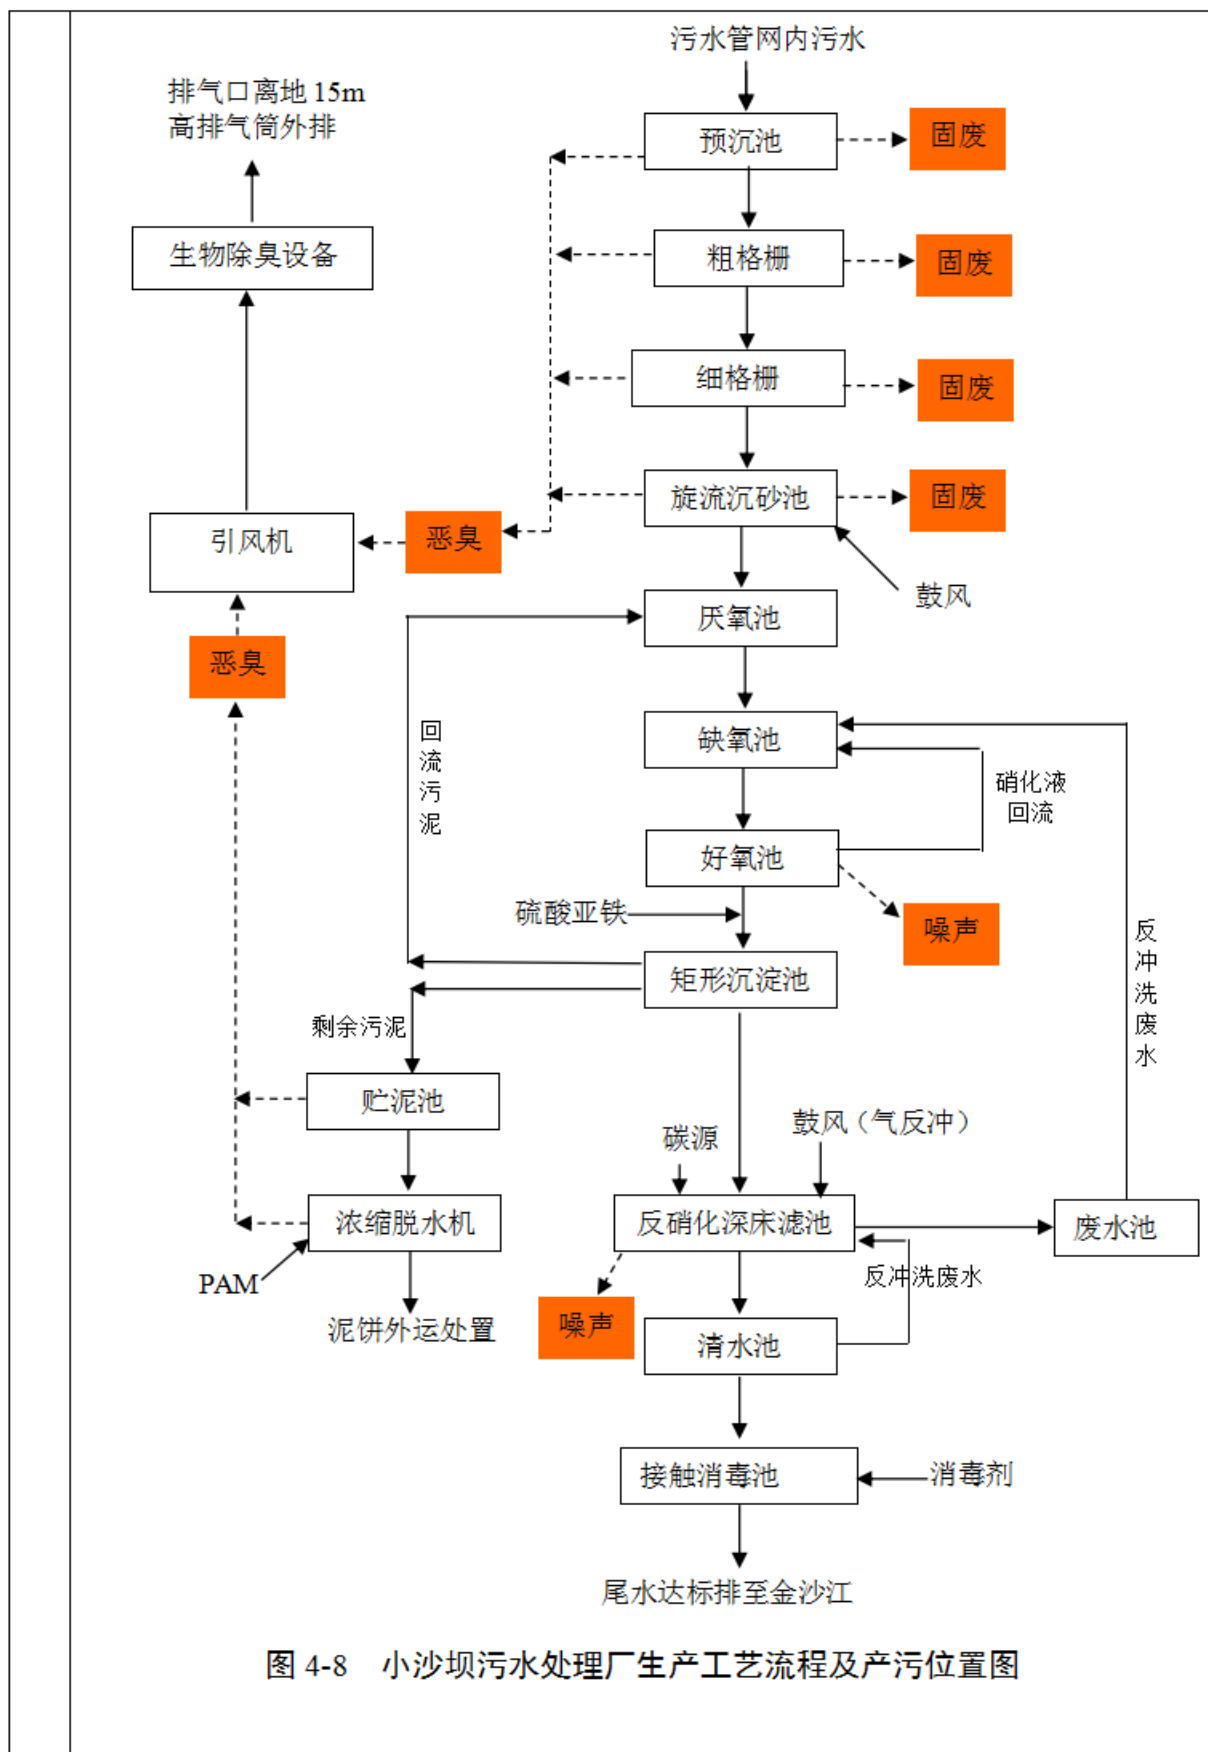 污水管网内污水
排气口离地 15m
高排气筒外排
预沉池
固废
生物除臭设备
粗格栅
固废
细格栅
固废
旋流沉砂池
固废
引风机
恶臭
鼓风
厌氧池
恶臭
回流污泥
缺氧池
硝化液
回流
好氧池
硫酸亚铁
噪声
反冲洗废水
矩形沉淀池
剩余污泥
贮泥池
碳源
鼓风（气反冲）
浓缩脱水机
反硝化深床滤池
废水池
PAM
反冲洗废水
泥饼外运处置
噪声
清水池
接触消毒池
消毒剂
尾水达标排至金沙江
图 4-8 小沙坝污水处理厂生产工艺流程及产污位置图